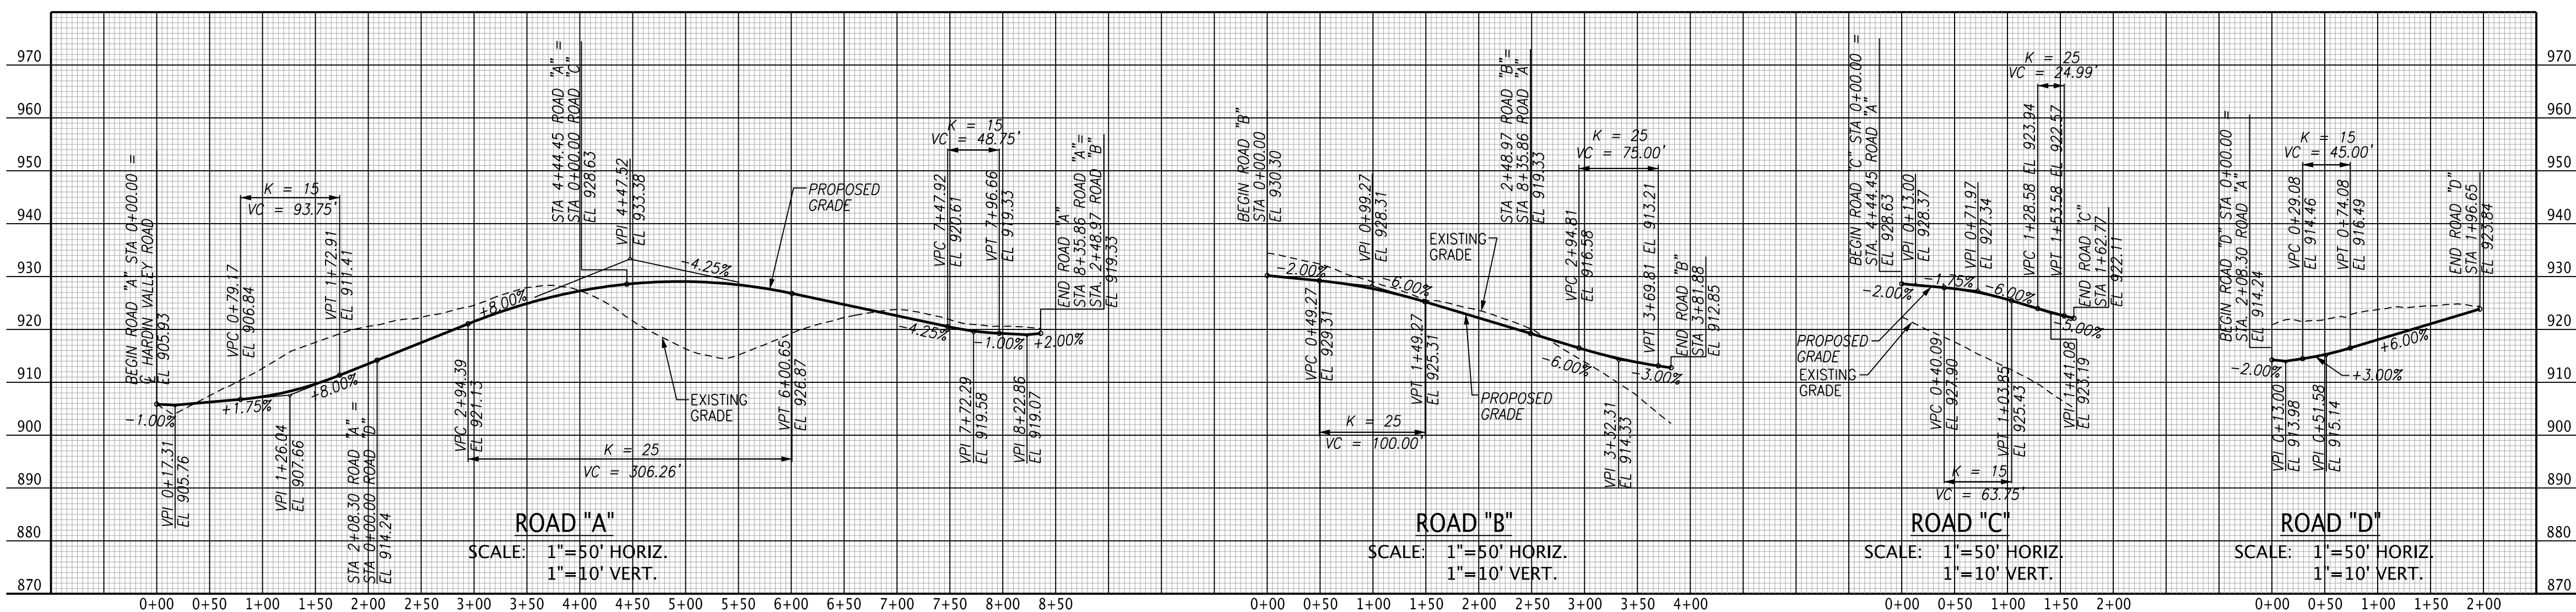 970
960
950
940
930
920
910
900
890
880
870
BEGIN ROAD "A" STA 0+00.00 =
℄ HARDIN VALLEY ROAD
EL 905.93
-1.00%
VPI 0+17.31
EL 905.76
+1.75%
VPC 0+79.17
EL 906.84
K = 15
VC = 93.75'
VPI 1+26.04
EL 907.66
VPT 1+72.91
EL 911.41
+8.00%
STA 2+08.30 ROAD "A" =
STA 0+00.00 ROAD "D"
EL 914.24
VPC 2+94.39
EL 921.13
+8.00%
STA 4+44.45 ROAD "A" =
STA 0+00.00 ROAD "C"
EL 928.63
VPI 4+47.52
EL 933.38
-4.25%
EXISTING
GRADE
PROPOSED
GRADE
VPT 6+00.65
EL 926.87
K = 25
VC = 306.26'
-4.25%
VPC 7+47.92
EL 920.61
K = 15
VC = 48.75'
VPI 7+72.29
EL 919.58
VPT 7+96.66
EL 919.33
-1.00%
VPI 8+22.86
EL 919.07
+2.00%
END ROAD "A"
STA 8+35.86 ROAD "A"=
STA. 2+48.97 ROAD "B"
EL 919.33
ROAD "A"
SCALE: 1"=50' HORIZ.
1"=10' VERT.
0+00 0+50 1+00 1+50 2+00 2+50 3+00 3+50 4+00 4+50 5+00 5+50 6+00 6+50 7+00 7+50 8+00 8+50
BEGIN ROAD "B"
STA 0+00.00
EL 930.30
-2.00%
VPC 0+49.27
EL 929.31
VPI 0+99.27
EL 928.31
-6.00%
VPT 1+49.27
EL 925.31
K = 25
VC = 100.00'
EXISTING
GRADE
PROPOSED
GRADE
STA 2+48.97 ROAD "B"=
STA 8+35.86 ROAD "A"
EL 919.33
-6.00%
VPC 2+94.81
EL 916.58
K = 25
VC = 75.00'
VPI 3+32.31
EL 914.33
VPT 3+69.81 EL 913.21
-3.00%
END ROAD "B"
STA 3+81.88
EL 912.85
ROAD "B"
SCALE: 1"=50' HORIZ.
1"=10' VERT.
0+00 0+50 1+00 1+50 2+00 2+50 3+00 3+50 4+00
BEGIN ROAD "C" STA 0+00.00 =
STA. 4+44.45 ROAD "A"
EL 928.63
-2.00%
VPI 0+13.00
EL 928.37
-1.75%
PROPOSED
GRADE
EXISTING
GRADE
VPC 0+40.09
EL 927.90
VPI 0+71.97
EL 927.34
VPT 1+03.85
EL 925.43
K = 15
VC = 63.75'
-6.00%
VPC 1+28.58 EL 923.94
K = 25
VC = 24.99'
VPT 1+53.58 EL 922.57
VPI 1+41.08
EL 923.19
-5.00%
END ROAD "C"
STA 1+62.77
EL 922.11
ROAD "C"
SCALE: 1"=50' HORIZ.
1"=10' VERT.
0+00 0+50 1+00 1+50 2+00
BEGIN ROAD "D" STA 0+00.00 =
STA. 2+08.30 ROAD "A"
EL 914.24
-2.00%
VPI 0+13.00
EL 913.98
VPC 0+29.08
EL 914.46
K = 15
VC = 45.00'
VPI 0+51.58
EL 915.14
+3.00%
VPT 0+74.08
EL 916.49
+6.00%
END ROAD "D"
STA 1+96.65
EL 923.84
ROAD "D"
SCALE: 1"=50' HORIZ.
1"=10' VERT.
0+00 0+50 1+00 1+50 2+00
970
960
950
940
930
920
910
900
890
880
870